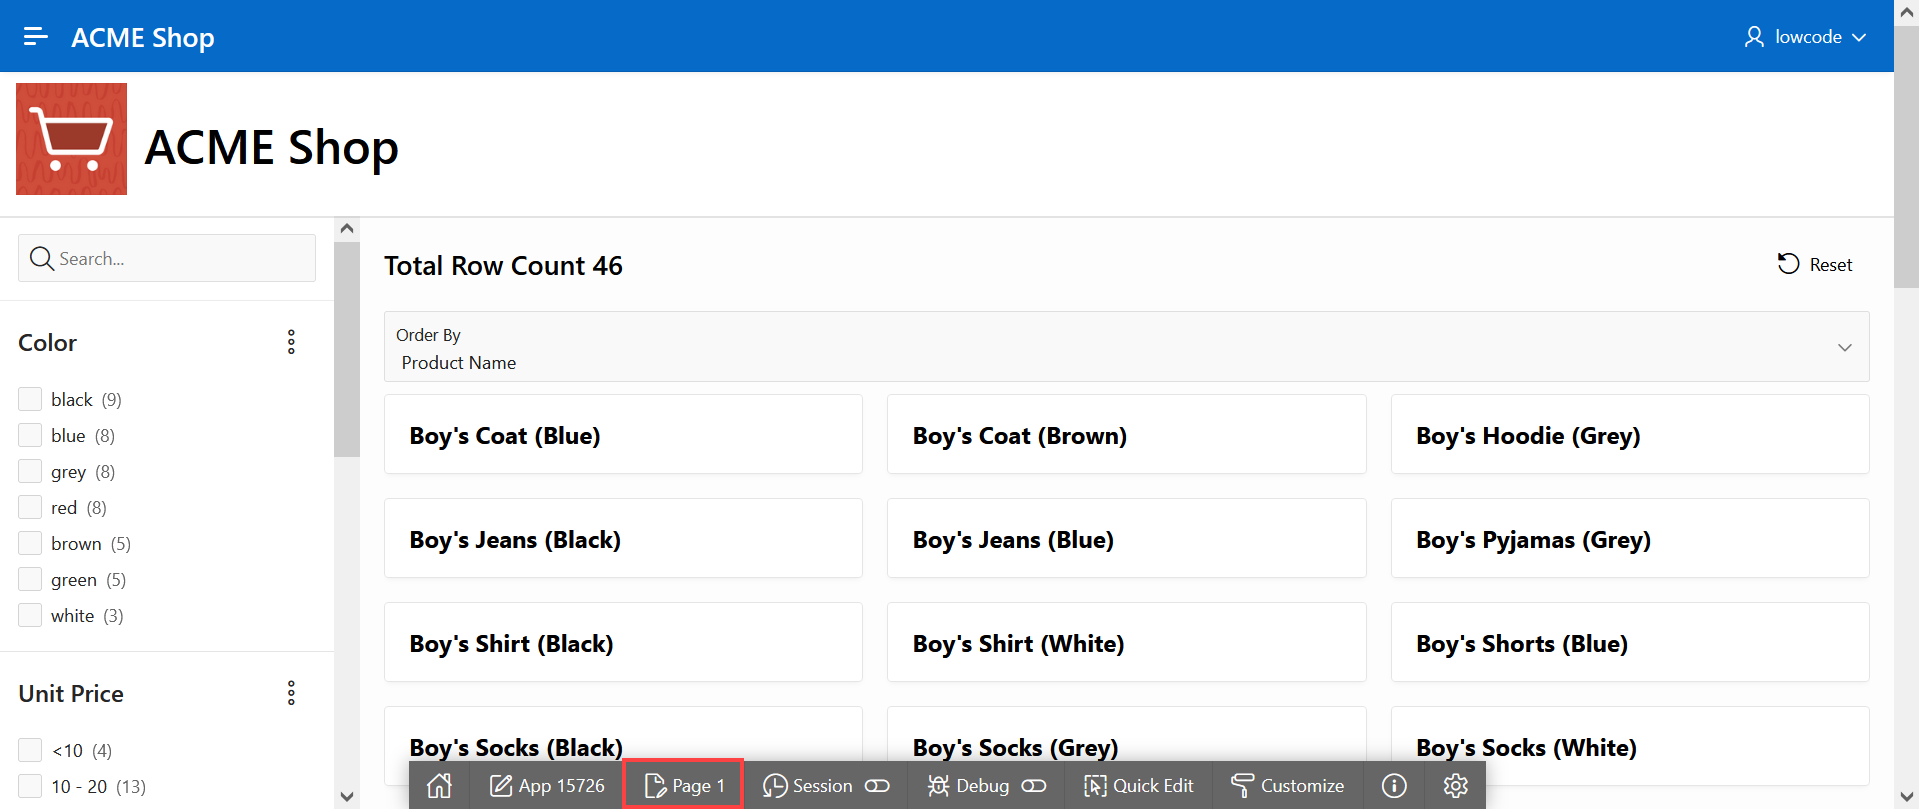 ACME Shop
lowcode
ACME Shop
Search...
Total Row Count 46
Reset
Order By
Product Name
Color
black (9)
blue (8)
grey (8)
red (8)
brown (5)
green (5)
white (3)
Unit Price
<10 (4)
10 - 20 (13)
Boy's Coat (Blue)
Boy's Coat (Brown)
Boy's Hoodie (Grey)
Boy's Jeans (Black)
Boy's Jeans (Blue)
Boy's Pyjamas (Grey)
Boy's Shirt (Black)
Boy's Shirt (White)
Boy's Shorts (Blue)
Boy's Socks (Black)
Boy's Socks (Grey)
Boy's Socks (White)
App 15726
Page 1
Session
Debug
Quick Edit
Customize